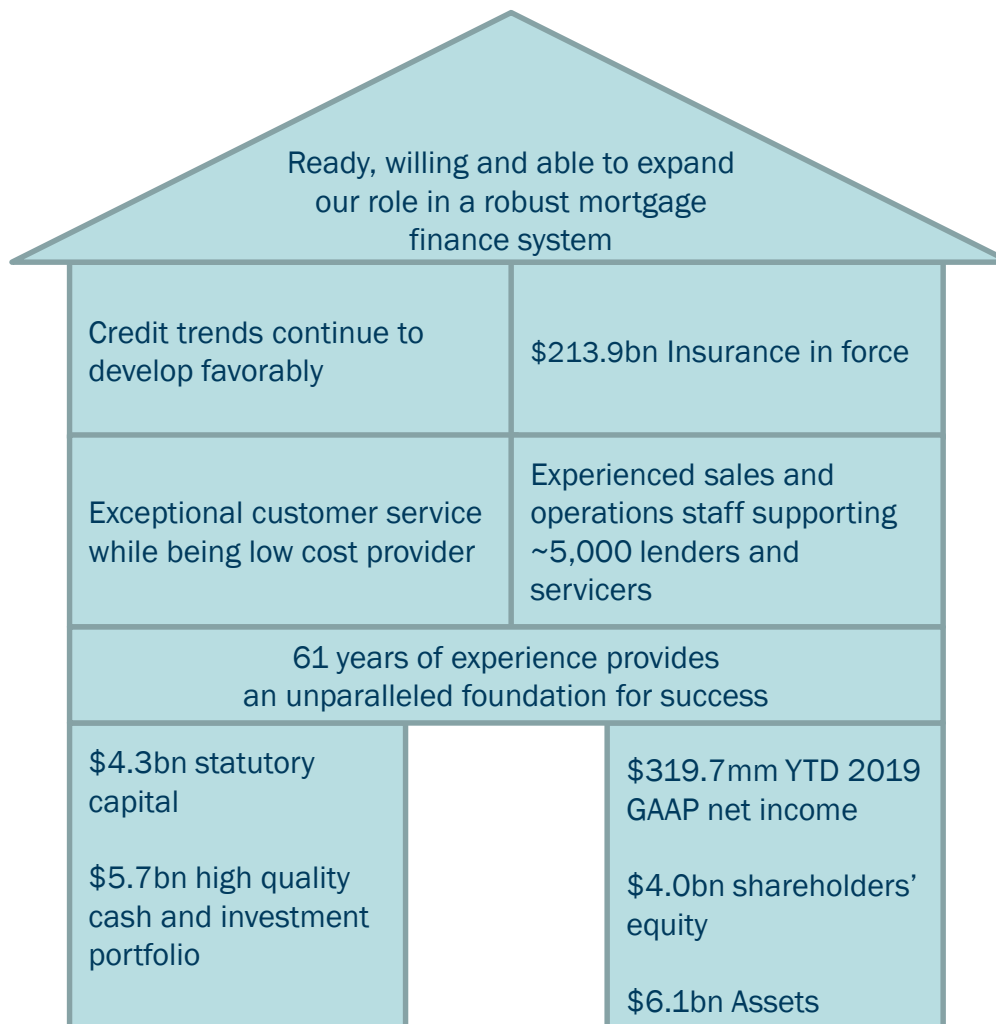 Ready, willing and able to expand
our role in a robust mortgage
finance system
Credit trends continue to
develop favorably
$213.9bn Insurance in force
Exceptional customer service
while being low cost provider
Experienced sales and
operations staff supporting
~5,000 lenders and
servicers
61 years of experience provides
an unparalleled foundation for success
$4.3bn statutory
capital
$5.7bn high quality
cash and investment
portfolio
$319.7mm YTD 2019
GAAP net income
$4.0bn shareholders’
equity
$6.1bn Assets